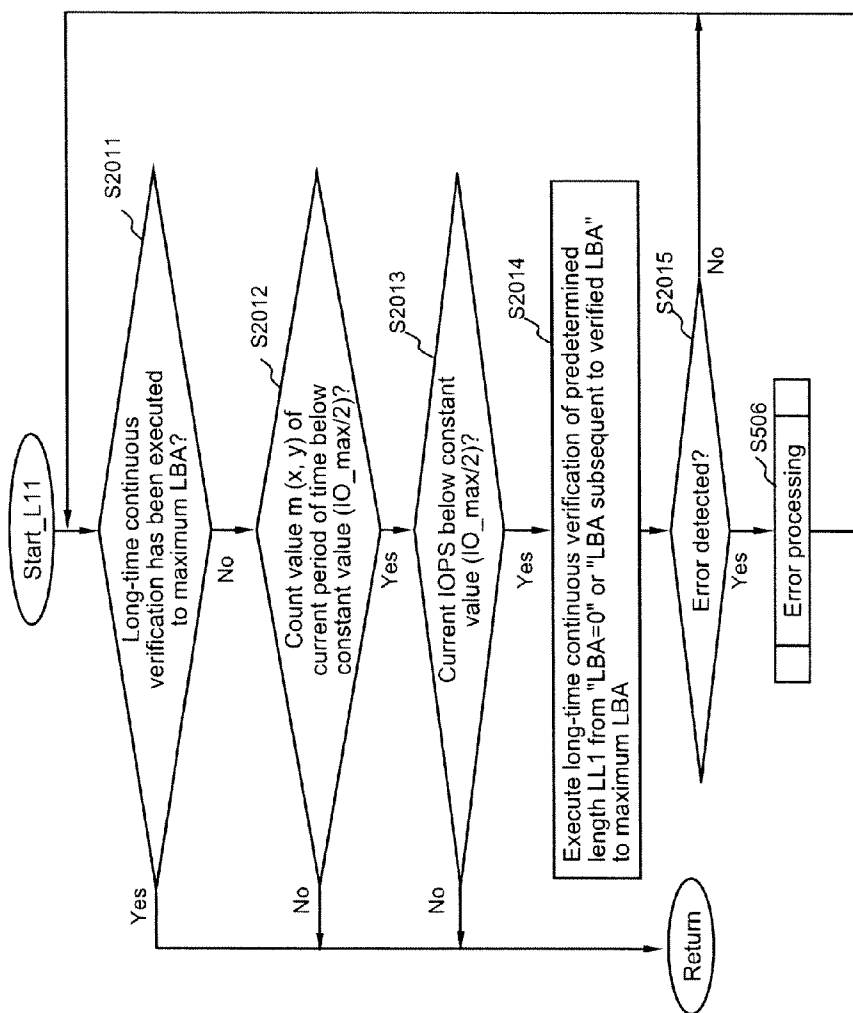 Start_L11
S2011
Long-time continuous
verification has been executed
to maximum LBA?
Yes
No
S2012
Count value m (x, y) of
current period of time below
constant value (IO_max/2)?
No
Yes
S2013
Current IOPS below constant
value (IO_max/2)?
No
Yes
S2014
Execute long-time continuous verification of predetermined
length LL1 from "LBA=0" or "LBA subsequent to verified LBA"
to maximum LBA
S2015
Error detected?
No
Yes
S506
Error processing
Return